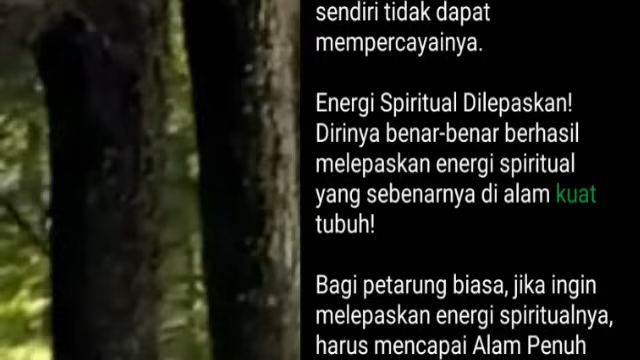 sendiri tidak dapat
mempercayainya.
Energi Spiritual Dilepaskan!
Dirinya benar-benar berhasil
melepaskan energi spiritual
yang sebenarnya di alam kuat
tubuh!
Bagi petarung biasa, jika ingin
melepaskan energi spiritualnya,
harus mencapai Alam Penuh